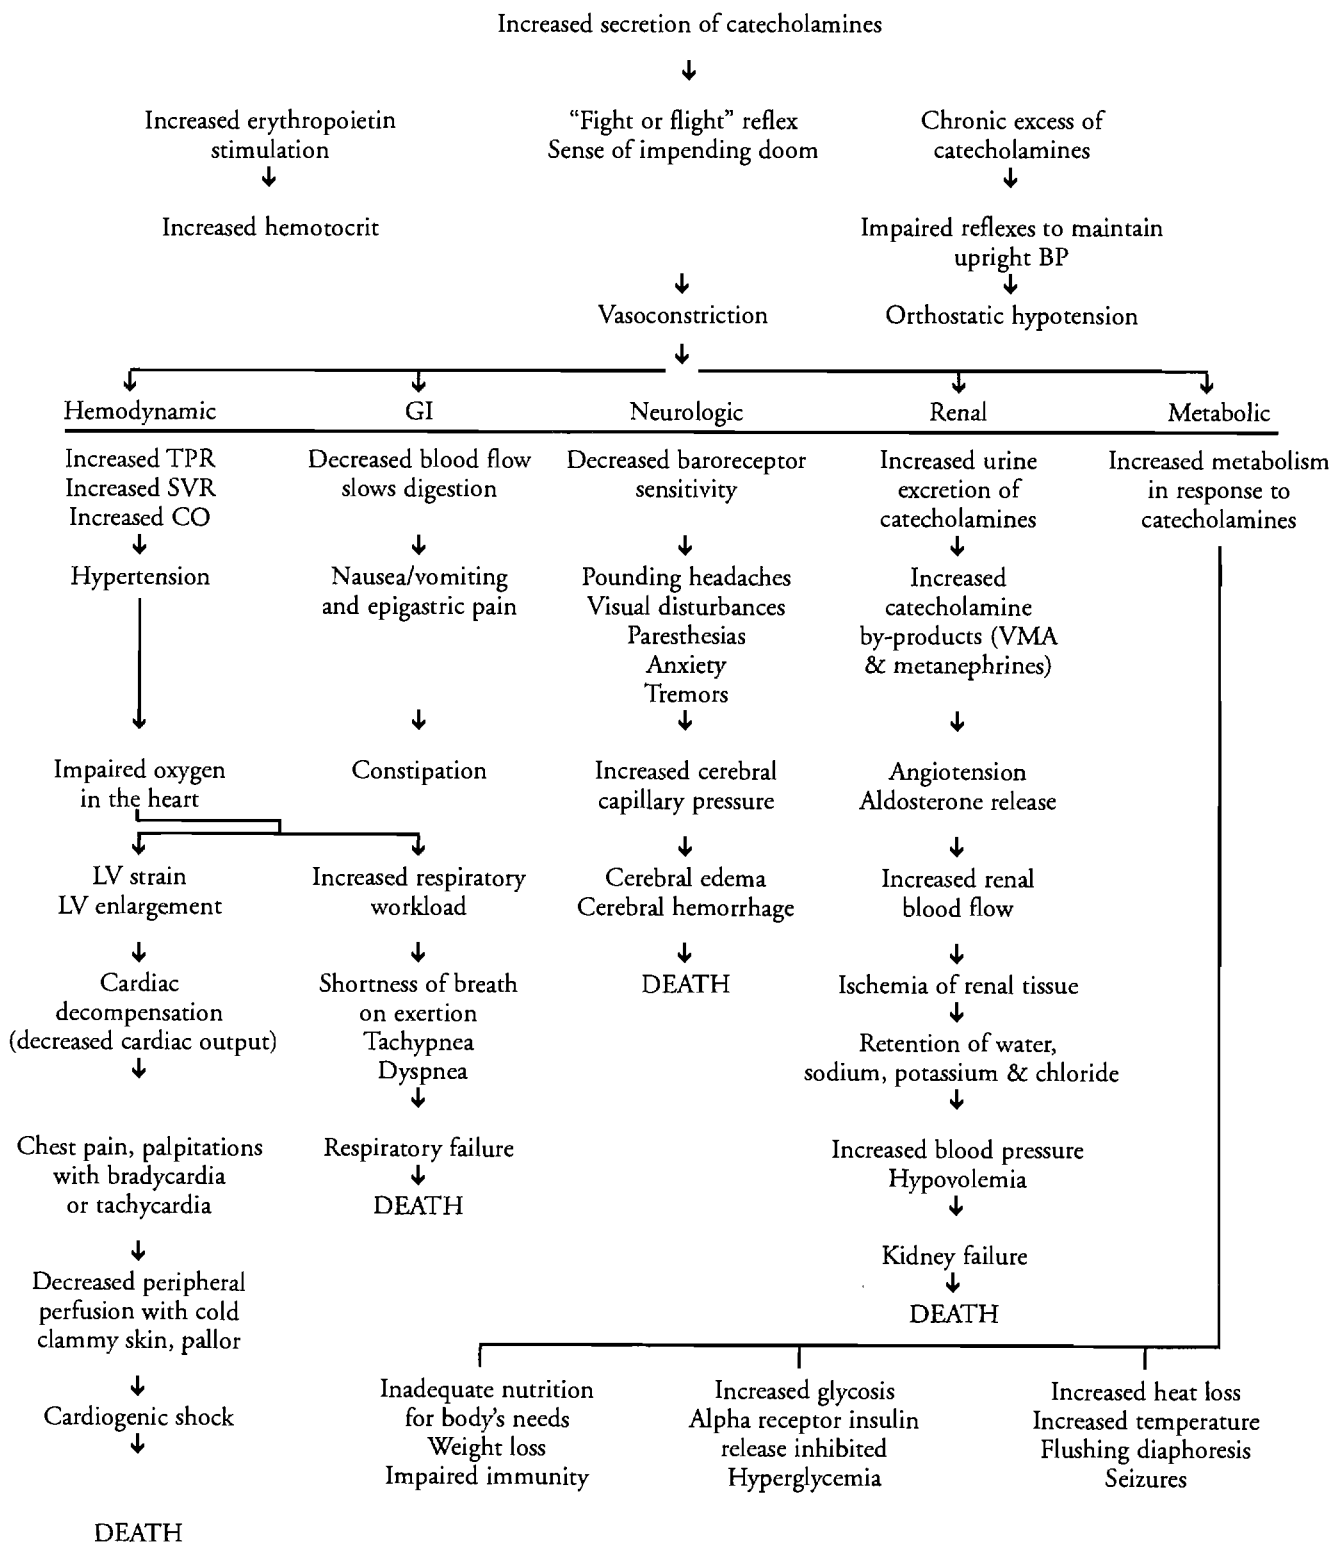 Increased secretion of catecholamines
Increased erythropoietin
stimulation
Increased hemotocrit
"Fight or flight" reflex
Sense of impending doom
Chronic excess of
catecholamines
Impaired reflexes to maintain
upright BP
Vasoconstriction
Orthostatic hypotension
Hemodynamic
GI
Neurologic
Renal
Metabolic
Increased TPR
Increased SVR
Increased CO
Hypertension
Impaired oxygen
in the heart
LV strain
LV enlargement
Cardiac
decompensation
(decreased cardiac output)
Chest pain, palpitations
with bradycardia
or tachycardia
Decreased peripheral
perfusion with cold
clammy skin, pallor
Cardiogenic shock
DEATH
Decreased blood flow
slows digestion
Nausea/vomiting
and epigastric pain
Constipation
Increased respiratory
workload
Shortness of breath
on exertion
Tachypnea
Dyspnea
Respiratory failure
DEATH
Decreased baroreceptor
sensitivity
Pounding headaches
Visual disturbances
Paresthesias
Anxiety
Tremors
Increased cerebral
capillary pressure
Cerebral edema
Cerebral hemorrhage
DEATH
Increased urine
excretion of
catecholamines
Increased
catecholamine
by-products (VMA
& metanephrines)
Angiotension
Aldosterone release
Increased renal
blood flow
Ischemia of renal tissue
Retention of water,
sodium, potassium & chloride
Increased blood pressure
Hypovolemia
Kidney failure
DEATH
Increased metabolism
in response to
catecholamines
Inadequate nutrition
for body's needs
Weight loss
Impaired immunity
Increased glycosis
Alpha receptor insulin
release inhibited
Hyperglycemia
Increased heat loss
Increased temperature
Flushing diaphoresis
Seizures